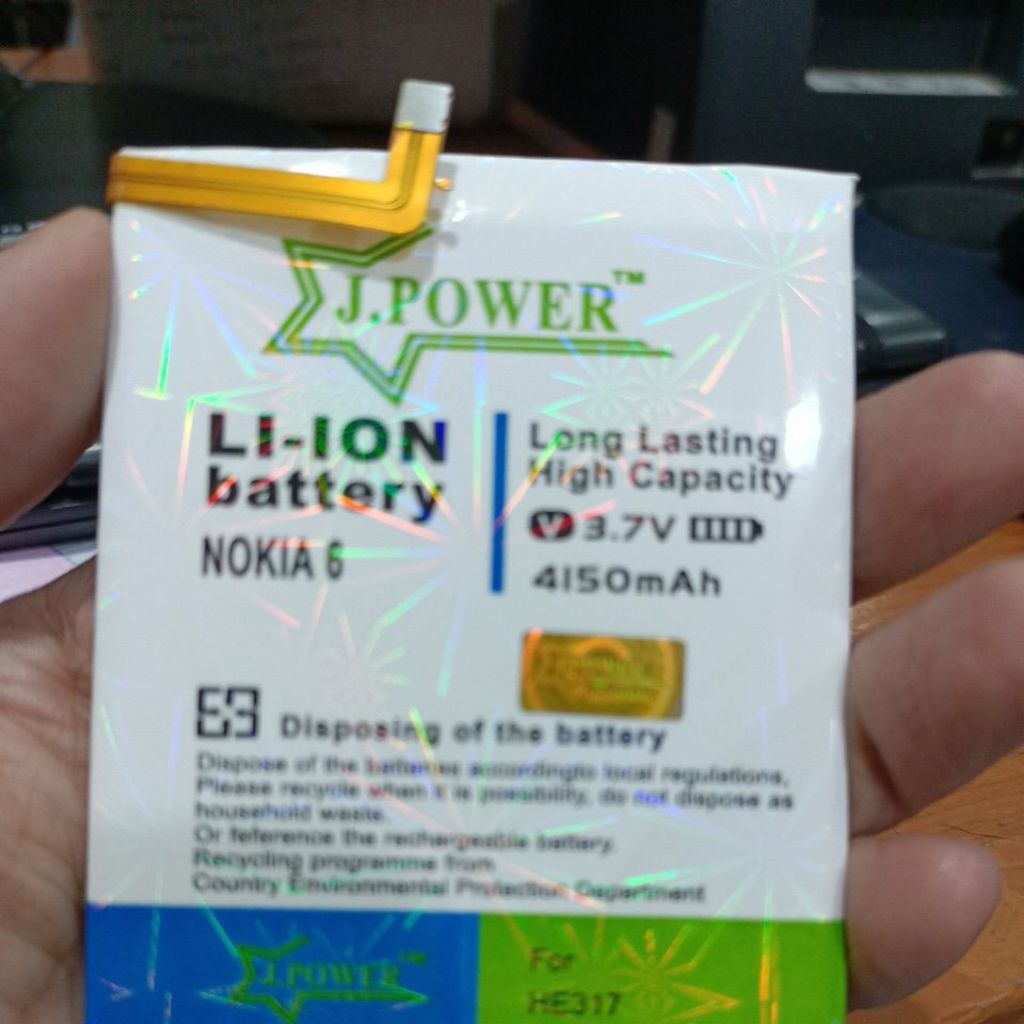 J.POWER™
LI-ION
battery
NOKIA 6
Long Lasting
High Capacity
V 3.7V
4150mAh
Disposing of the battery
Dispose of the batteries accordingto local regulations.
Please recycle when it is possibility, do not dispose as
household waste.
Or feference the rechargeable battery.
Recycling programme from
Country Environmental Protection Department
J.POWER™
For
HE317